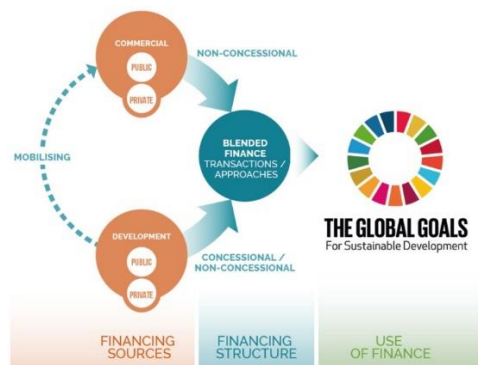 COMMERCIAL
PUBLIC
PRIVATE
NON-CONCESSIONAL
MOBILISING
BLENDED
FINANCE
TRANSACTIONS /
APPROACHES
DEVELOPMENT
PUBLIC
PRIVATE
CONCESSIONAL /
NON-CONCESSIONAL
THE GLOBAL GOALS
For Sustainable Development
FINANCING
SOURCES
FINANCING
STRUCTURE
USE
OF FINANCE